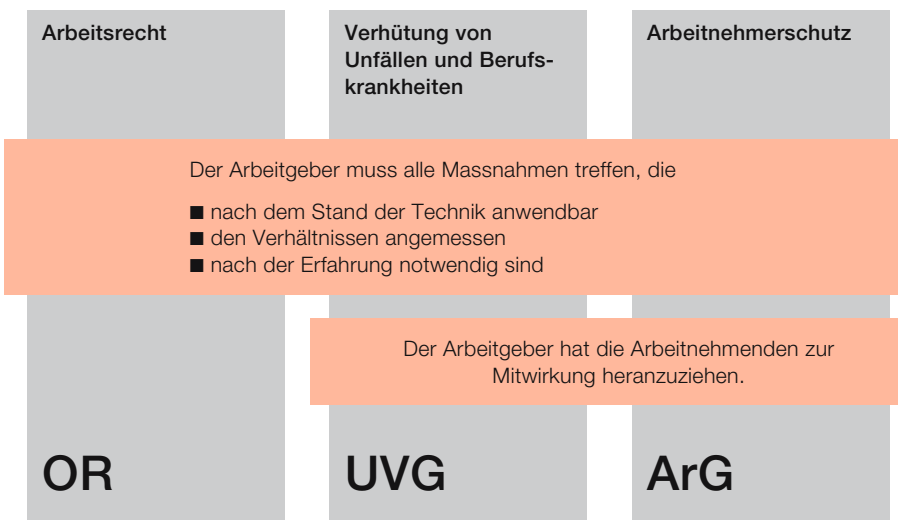 Arbeitsrecht
Verhütung von
Unfällen und Berufs-
krankheiten
Arbeitnehmerschutz
Der Arbeitgeber muss alle Massnahmen treffen, die
■ nach dem Stand der Technik anwendbar
■ den Verhältnissen angemessen
■ nach der Erfahrung notwendig sind
Der Arbeitgeber hat die Arbeitnehmenden zur
Mitwirkung heranzuziehen.
OR
UVG
ArG